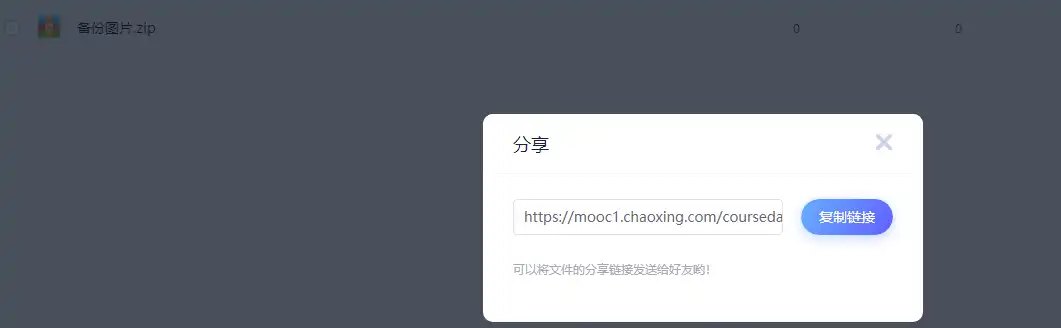 备份图片.zip 0 0
分享
https://mooc1.chaoxing.com/courseda
复制链接
可以将文件的分享链接发送给好友哟!